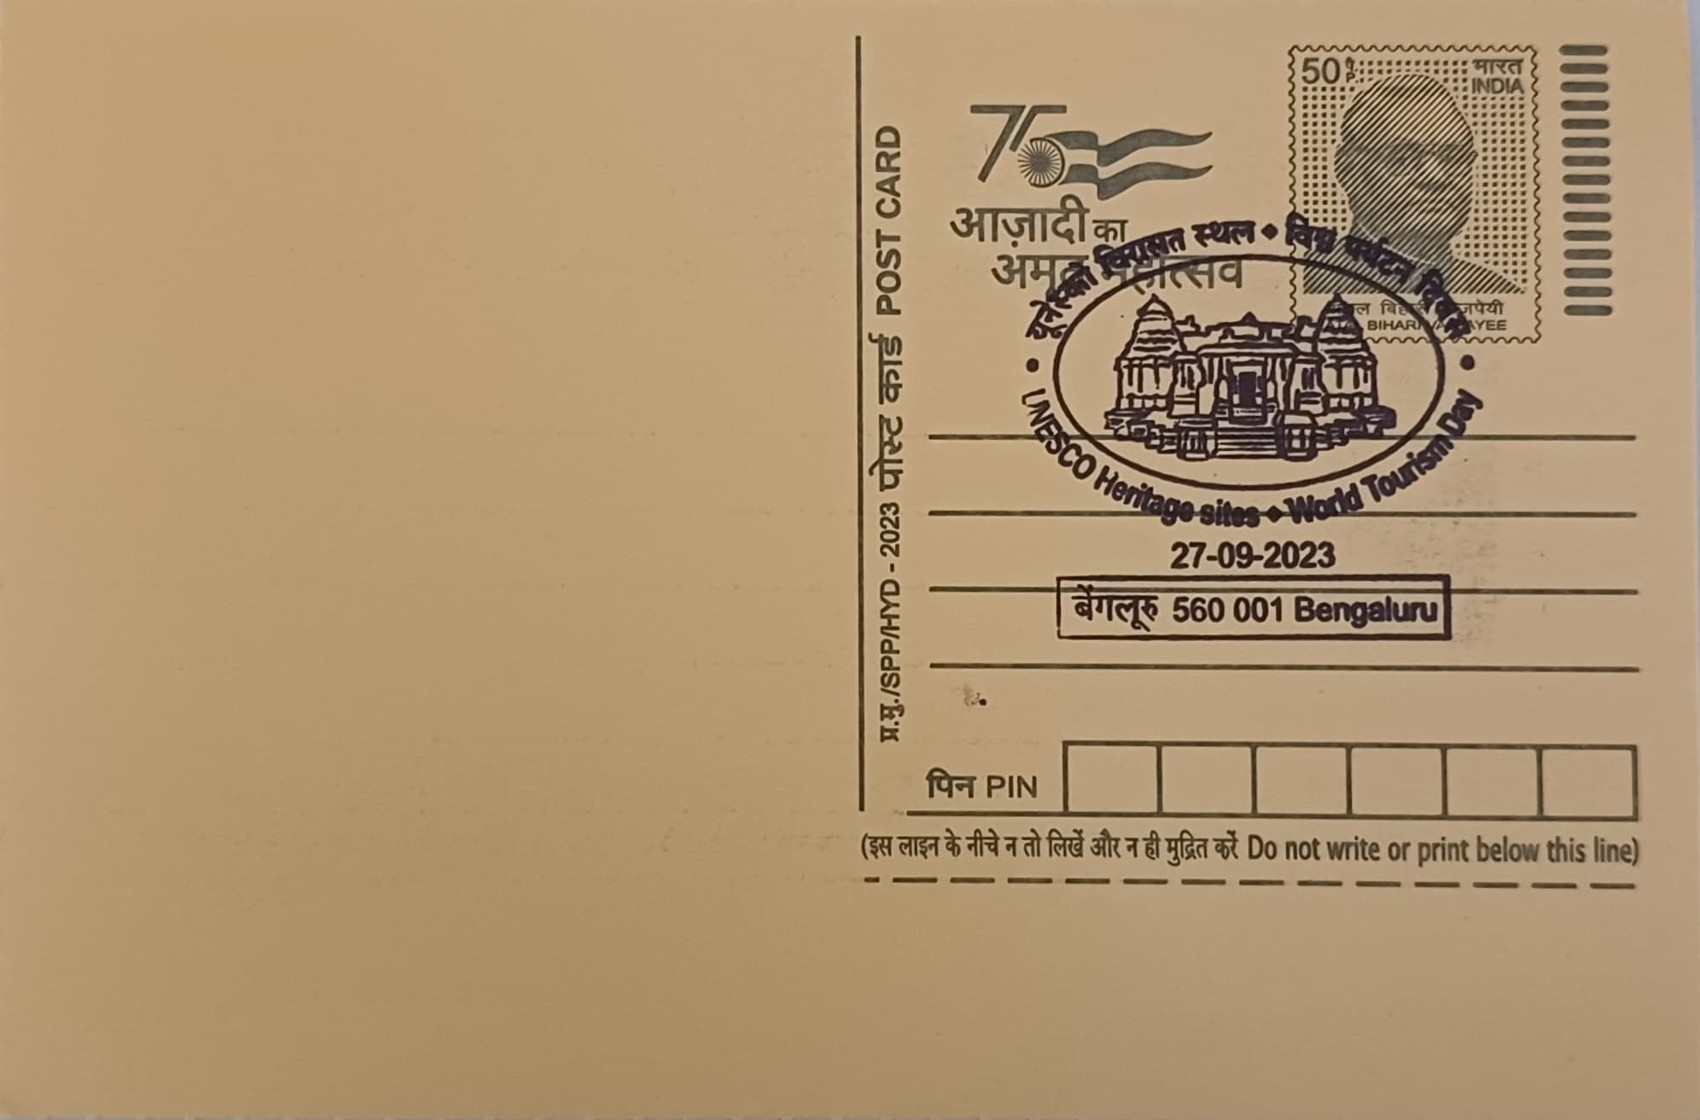 प्र.मु./SPP/HYD - 2023 पोस्ट कार्ड POST CARD
75
आज़ादी का
अमृत महोत्सव
50 प. P.
भारत
INDIA
अटल बिहारी वाजपेयी
ATAL BIHARI VAJPAYEE
यूनेस्को विरासत स्थल ◆ विश्व पर्यटन दिवस
UNESCO Heritage sites ◆ World Tourism Day
27-09-2023
बेंगलूरु 560 001 Bengaluru
पिन PIN
(इस लाइन के नीचे न तो लिखें और न ही मुद्रित करें Do not write or print below this line)